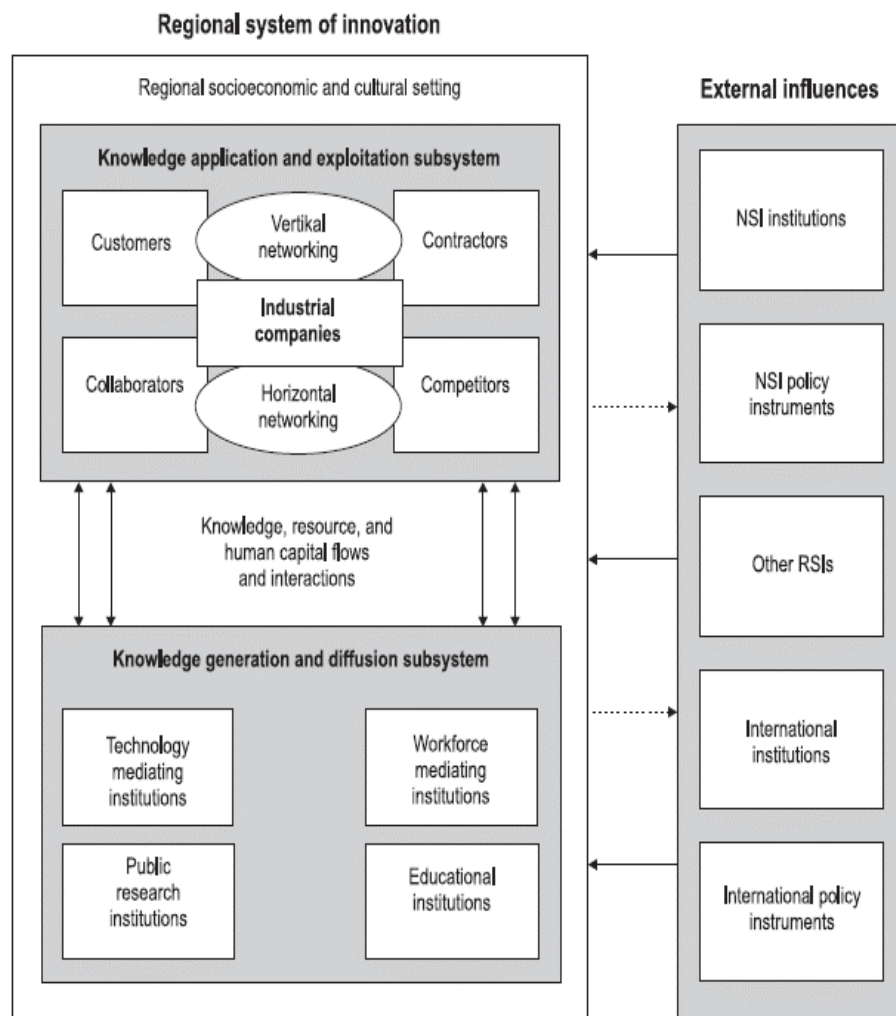 Regional system of innovation
Regional socioeconomic and cultural setting
Knowledge application and exploitation subsystem
Customers
Vertikal
networking
Contractors
Industrial
companies
Collaborators
Horizontal
networking
Competitors
Knowledge, resource, and
human capital flows
and interactions
Knowledge generation and diffusion subsystem
Technology
mediating
institutions
Workforce
mediating
institutions
Public
research
institutions
Educational
institutions
External influences
NSI institutions
NSI policy
instruments
Other RSIs
International
institutions
International policy
instruments